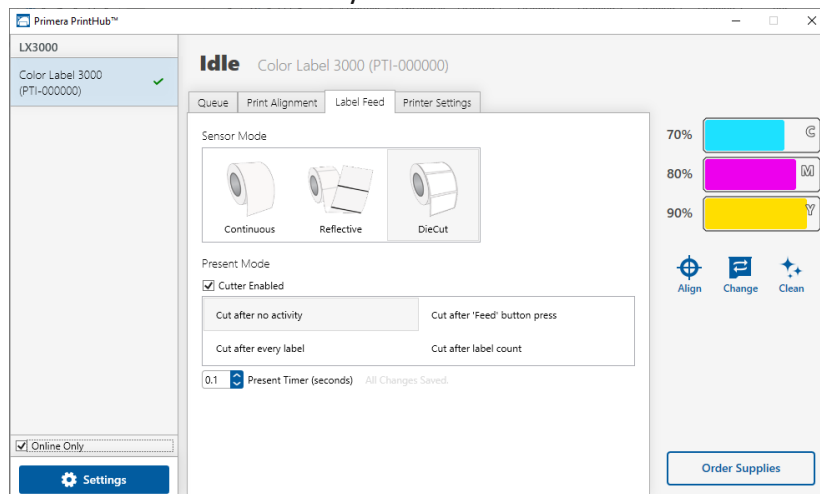 Primera PrintHub™
LX3000
Color Label 3000
(PTI-000000)
Idle Color Label 3000 (PTI-000000)
Queue Print Alignment Label Feed Printer Settings
Sensor Mode
Continuous Reflective DieCut
Present Mode
Cutter Enabled
Cut after no activity Cut after 'Feed' button press
Cut after every label Cut after label count
0.1 Present Timer (seconds) All Changes Saved.
70% C
80% M
90% Y
Align Change Clean
Online Only
Settings
Order Supplies